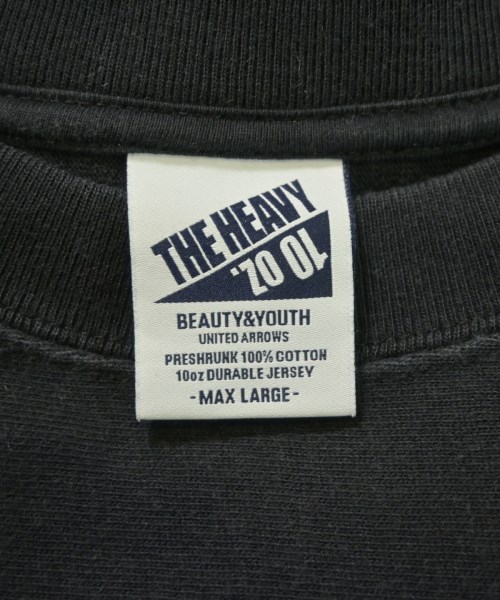 THE HEAVY
10 OZ.
BEAUTY&YOUTH
UNITED ARROWS
PRESHRUNK 100% COTTON
10oz DURABLE JERSEY
-MAX LARGE-